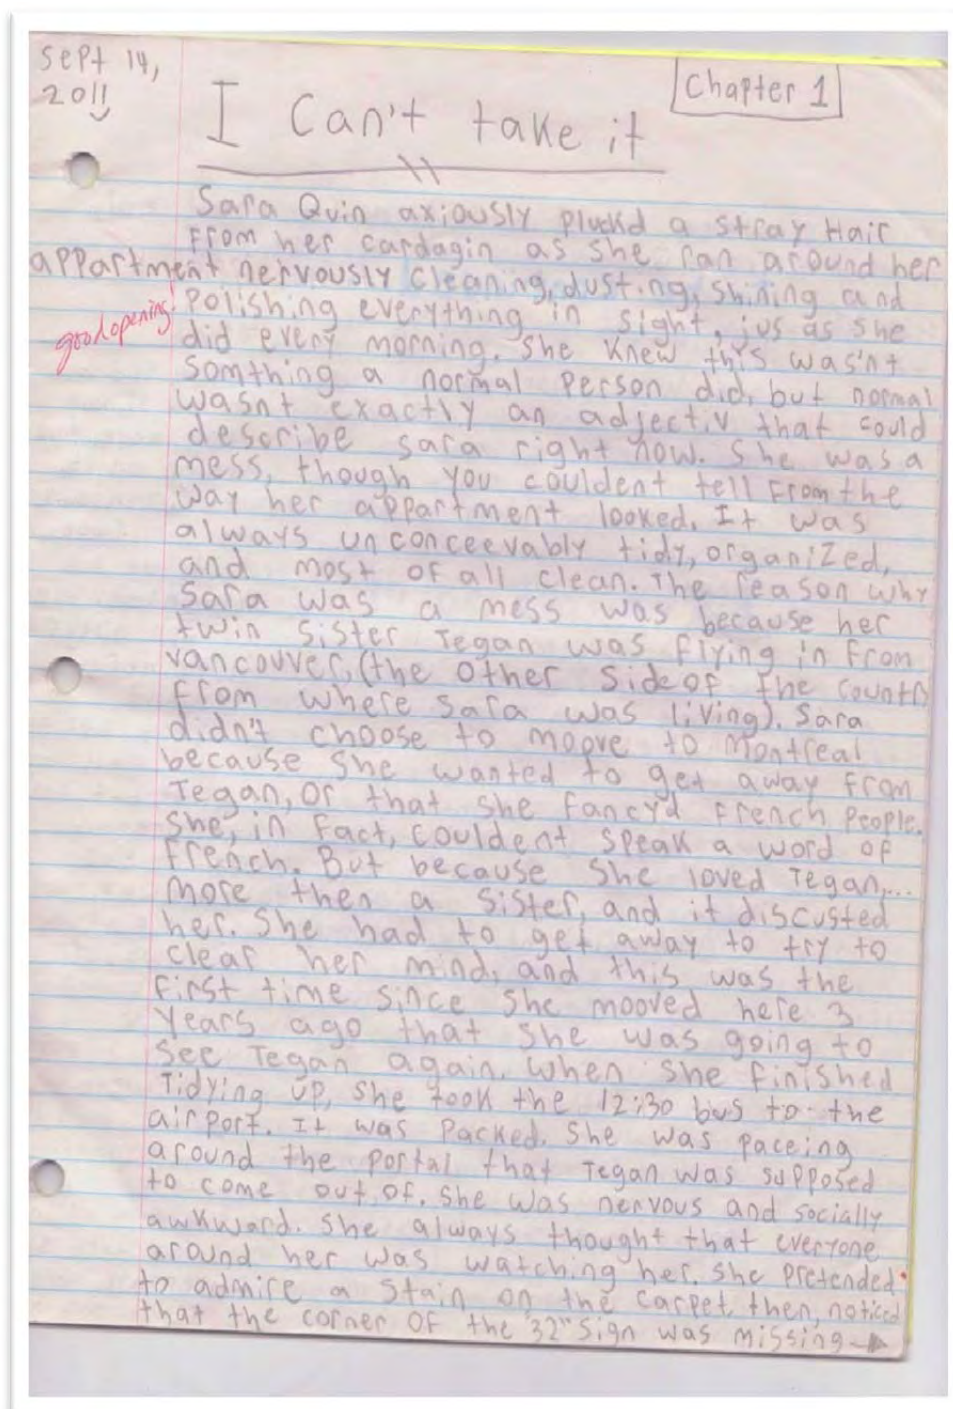 Sept 14,
2011
Chapter 1
I Can't take it
Sara Quin axiously pluckd a stray Hair
From her cardagin as she ran around her
appartment nervously cleaning, dusting, shining and
good opening!
Polishing everything in sight, jus as she
did every morning. She knew this wasn't
somthing a normal person did, but normal
wasnt exactly an adjectiv that could
describe sara right now. She was a
mess, though you couldent tell From the
way her appartment looked. It was
always unconceevably tidy, organized,
and most of all clean. The reason why
Sara was a mess was because her
twin sister Tegan was flying in from
vancouver, (the other side of the country
from where sara was living). Sara
didn't choose to moove to Montreal
because she wanted to get away from
Tegan, or that she fancy'd french people.
She, in fact, couldent speak a word of
french. But because she loved Tegan,...
more then a sister, and it discusted
her. She had to get away to try to
clear her mind, and this was the
first time since she mooved here 3
years ago that she was going to
see Tegan again. When she finished
Tidying up, she took the 12:30 bus to the
airport. It was packed. She was paceing
around the portal that Tegan was supposed
to come out of. She was nervous and socially
awkward. She always thought that everyone
around her was watching her. She pretended
to admire a stain on the carpet, then, noticed
that the corner of the "32" sign was missing